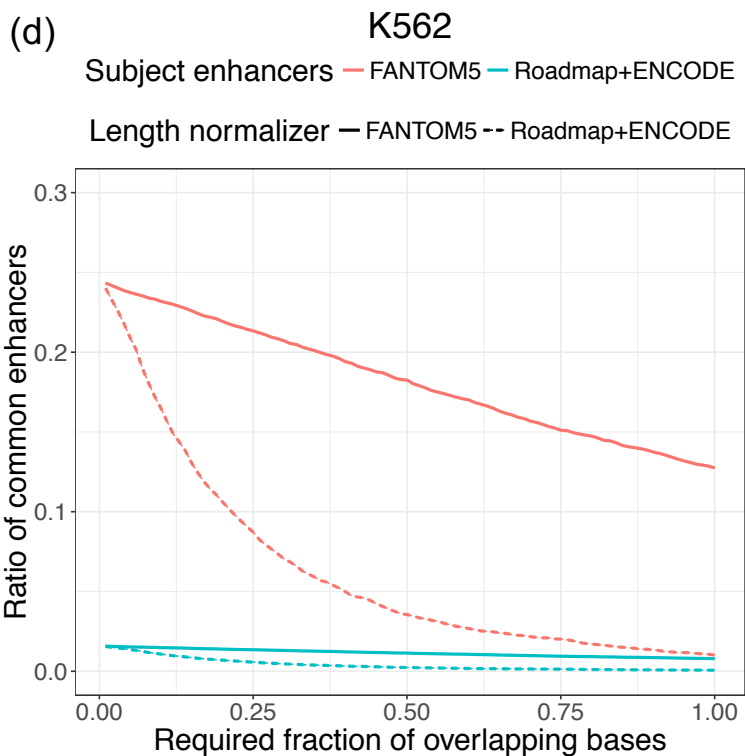 (d)
K562
Subject enhancers FANTOM5 Roadmap+ENCODE
Length normalizer FANTOM5 Roadmap+ENCODE
0.3
0.2
0.1
0.0
Ratio of common enhancers
0.00 0.25 0.50 0.75 1.00
Required fraction of overlapping bases